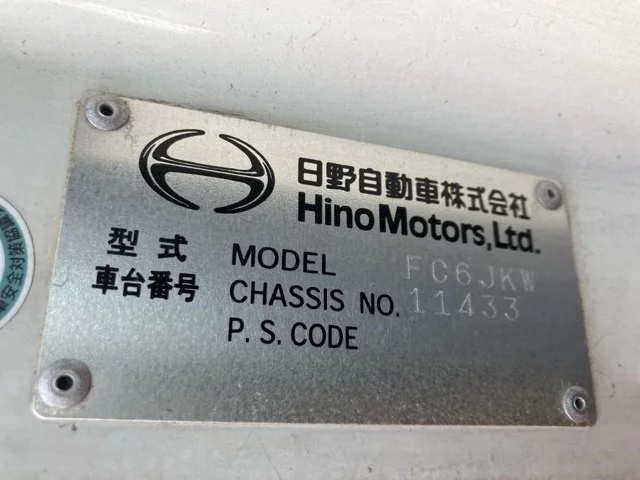 日野自動車株式会社
Hino Motors, Ltd.
型式 MODEL FC6JKW
車台番号 CHASSIS NO. 11433
P. S. CODE